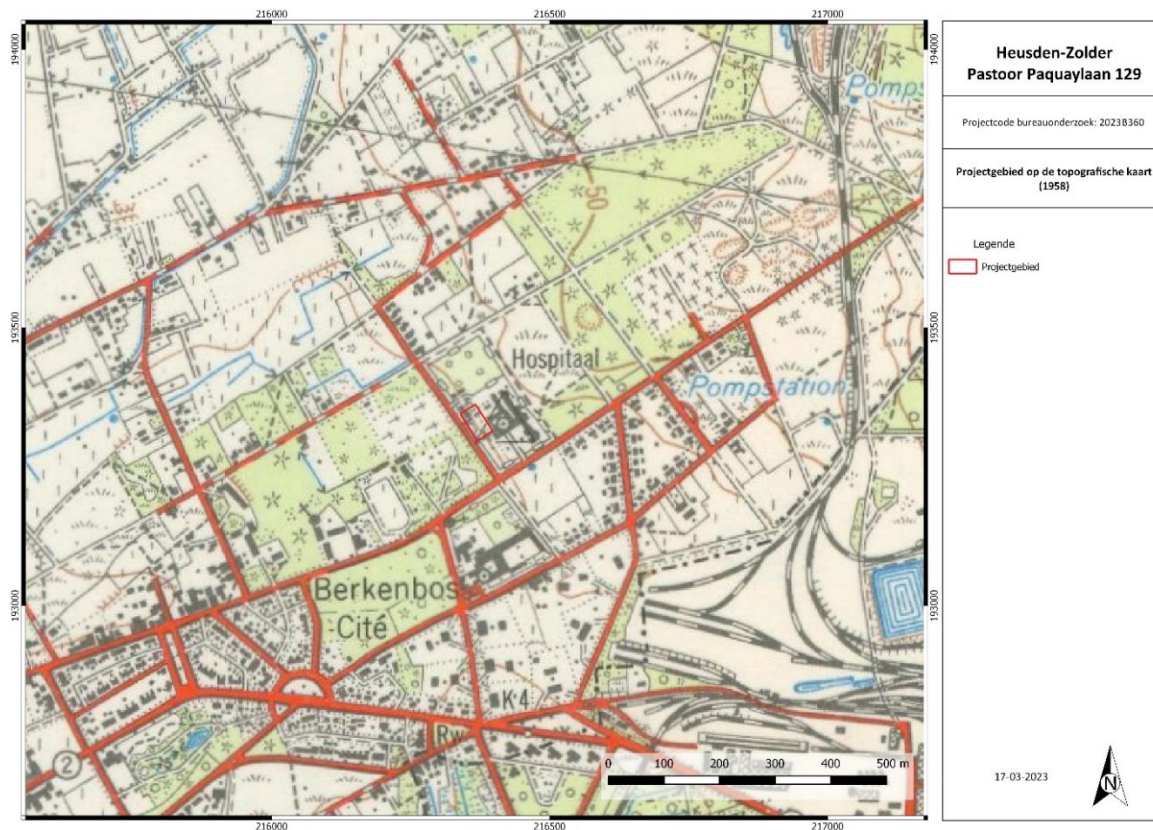 216000
216500
217000
194000
194000
193500
193500
193000
193000
Pompst
50
Hospitaal
Pompstation
Berkenbos
Cité
K 4
Rw
2
0 100 200 300 400 500 m
216000
216500
217000
Heusden-Zolder
Pastoor Paquaylaan 129
Projectcode bureauonderzoek: 2023B360
Projectgebied op de topografische kaart
(1958)
Legende
Projectgebied
17-03-2023
N